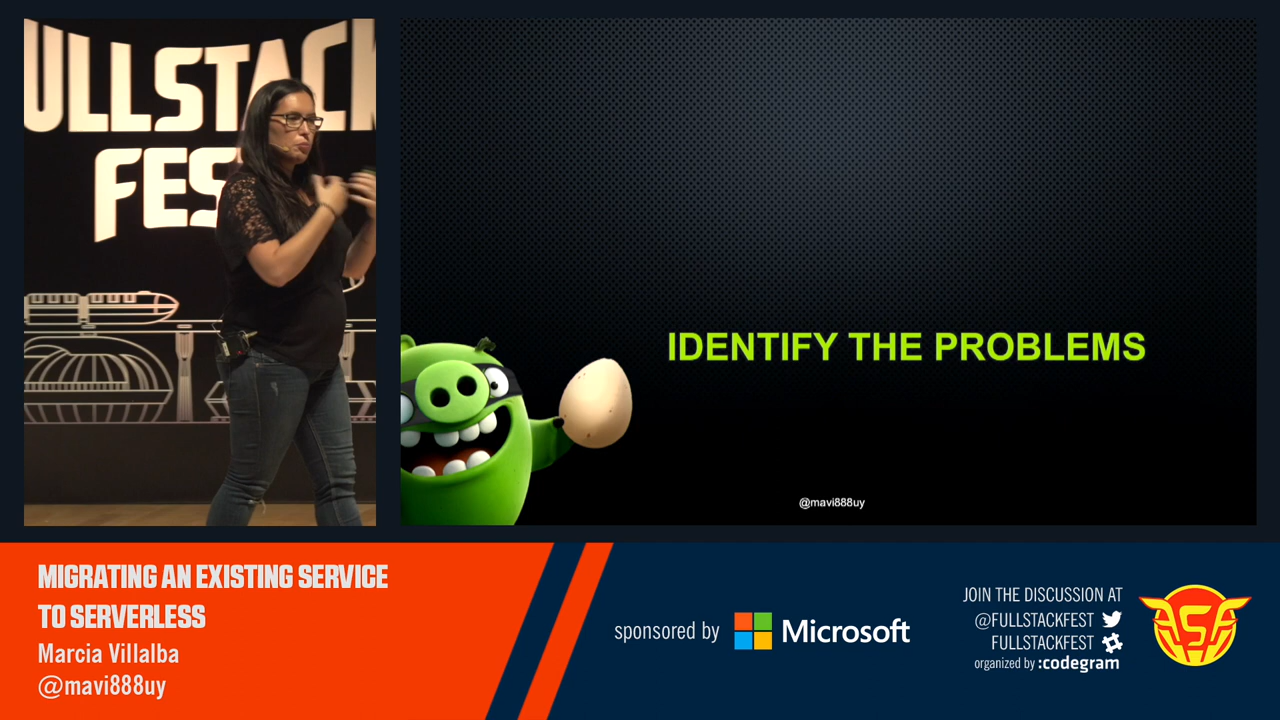 ULLSTACK
FES
IDENTIFY THE PROBLEMS
@mavi888uy
MIGRATING AN EXISTING SERVICE
TO SERVERLESS
Marcia Villalba
@mavi888uy
sponsored by Microsoft
JOIN THE DISCUSSION AT
@FULLSTACKFEST
FULLSTACKFEST
organized by :codegram
FSF